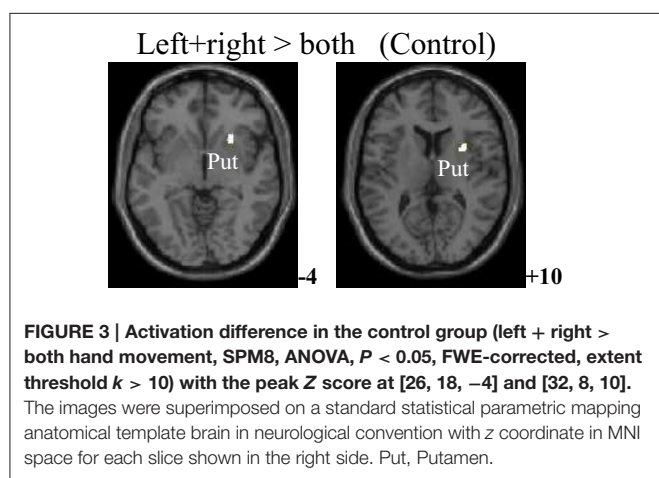 Left+right > both (Control)
Put
Put
-4
+10
FIGURE 3 | Activation difference in the control group (left + right >
both hand movement, SPM8, ANOVA, P < 0.05, FWE-corrected, extent
threshold k > 10) with the peak Z score at [26, 18, −4] and [32, 8, 10].
The images were superimposed on a standard statistical parametric mapping
anatomical template brain in neurological convention with z coordinate in MNI
space for each slice shown in the right side. Put, Putamen.